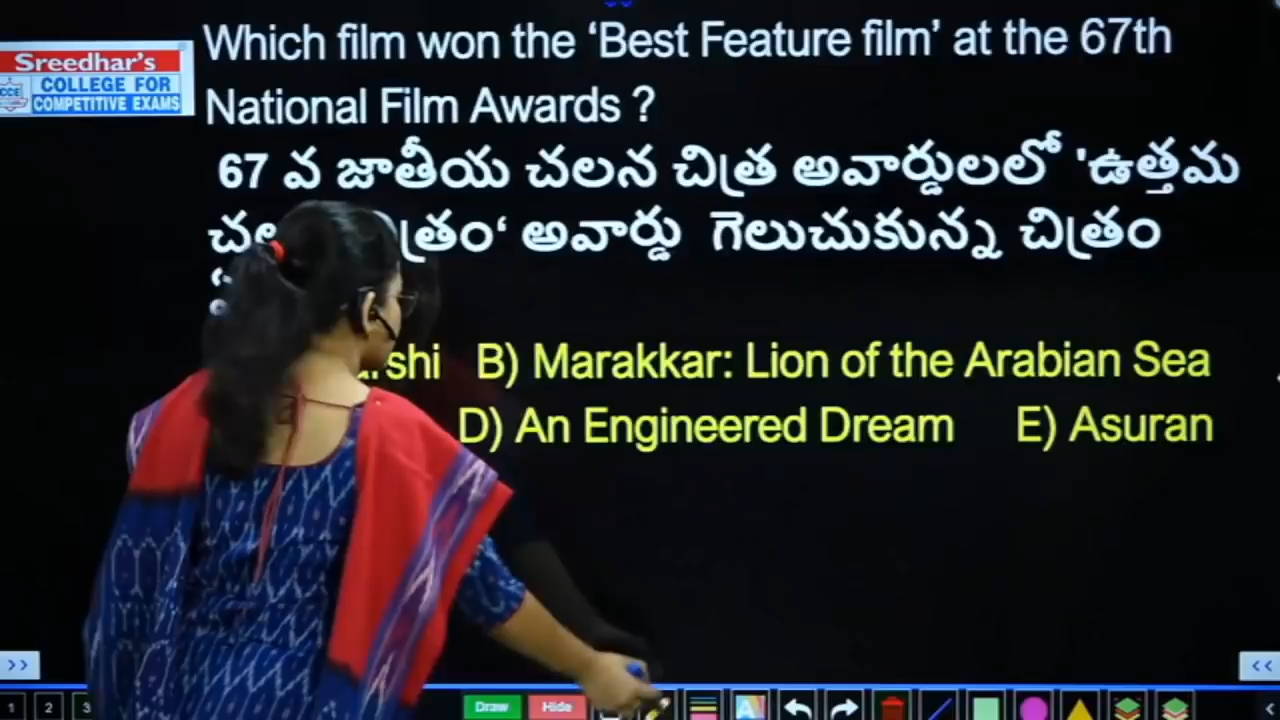 Sreedhar's
CCE
COLLEGE FOR
COMPETITIVE EXAMS
Which film won the ‘Best Feature film’ at the 67th
National Film Awards ?
67 వ జాతీయ చలన చిత్ర అవార్డులలో 'ఉత్తమ
అవార్డు గెలుచుకున్న చిత్రం
B) Marakkar: Lion of the Arabian Sea
D) An Engineered Dream E) Asuran
>>
<<
1 2 3 Draw Hide